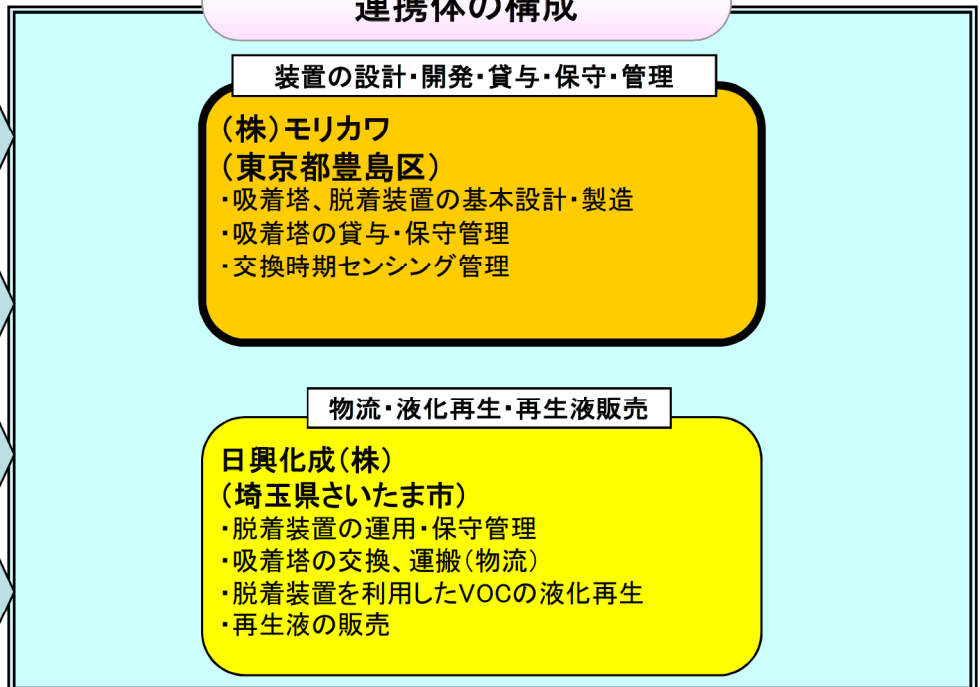 連携体の構成
装置の設計・開発・貸与・保守・管理
(株)モリカワ
(東京都豊島区)
・吸着塔、脱着装置の基本設計・製造
・吸着塔の貸与・保守管理
・交換時期センシング管理
物流・液化再生・再生液販売
日興化成(株)
(埼玉県さいたま市)
・脱着装置の運用・保守管理
・吸着塔の交換、運搬(物流)
・脱着装置を利用したVOCの液化再生
・再生液の販売